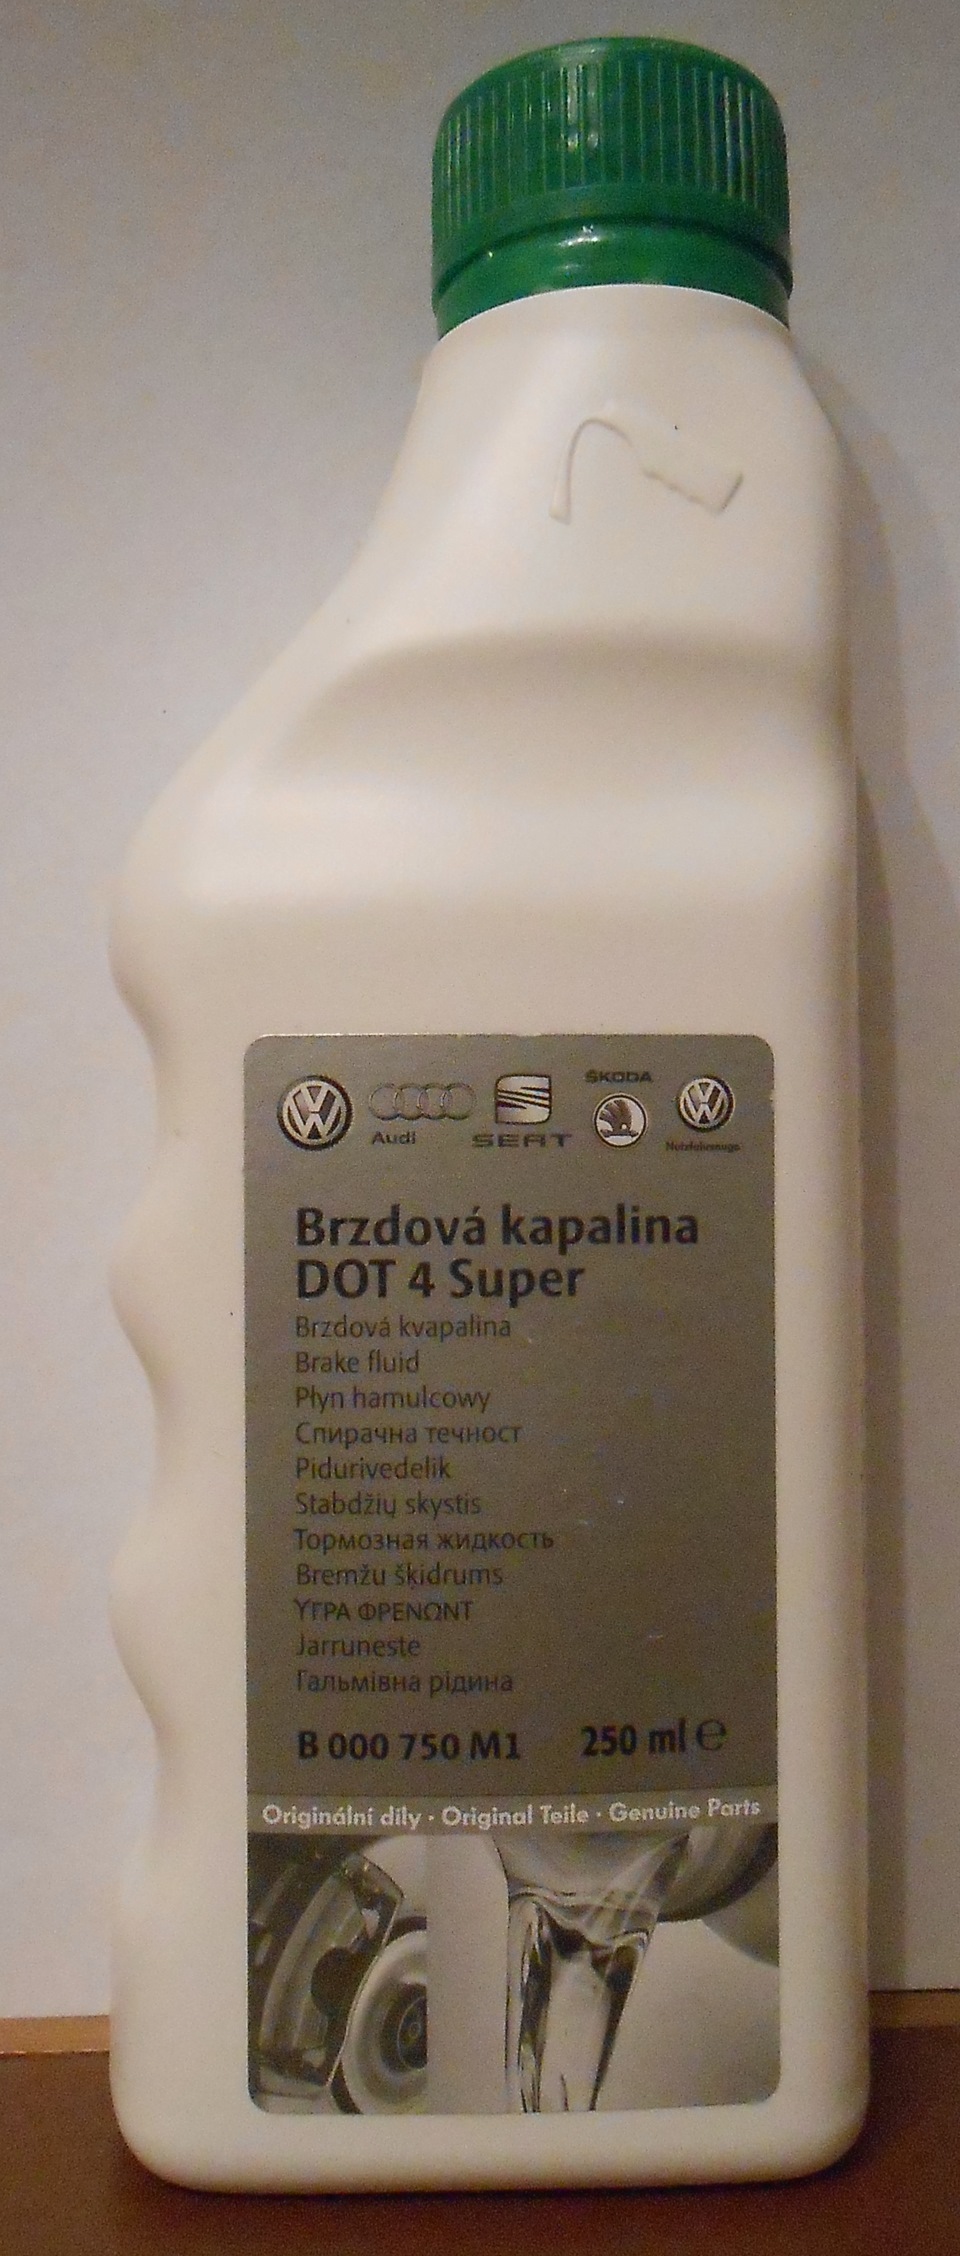 Audi SEAT ŠKODA Nutzfahrzeuge
Brzdová kapalina
DOT 4 Super
Brzdová kvapalina
Brake fluid
Płyn hamulcowy
Спирачна течност
Pidurivedelik
Stabdžių skystis
Тормозная жидкость
Bremžu šķidrums
ΥΓΡΑ ΦΡΕΝΩΝΤ
Jarruneste
Гальмівна рідина
B 000 750 M1 250 ml ℮
Originální díly · Original Teile · Genuine Parts